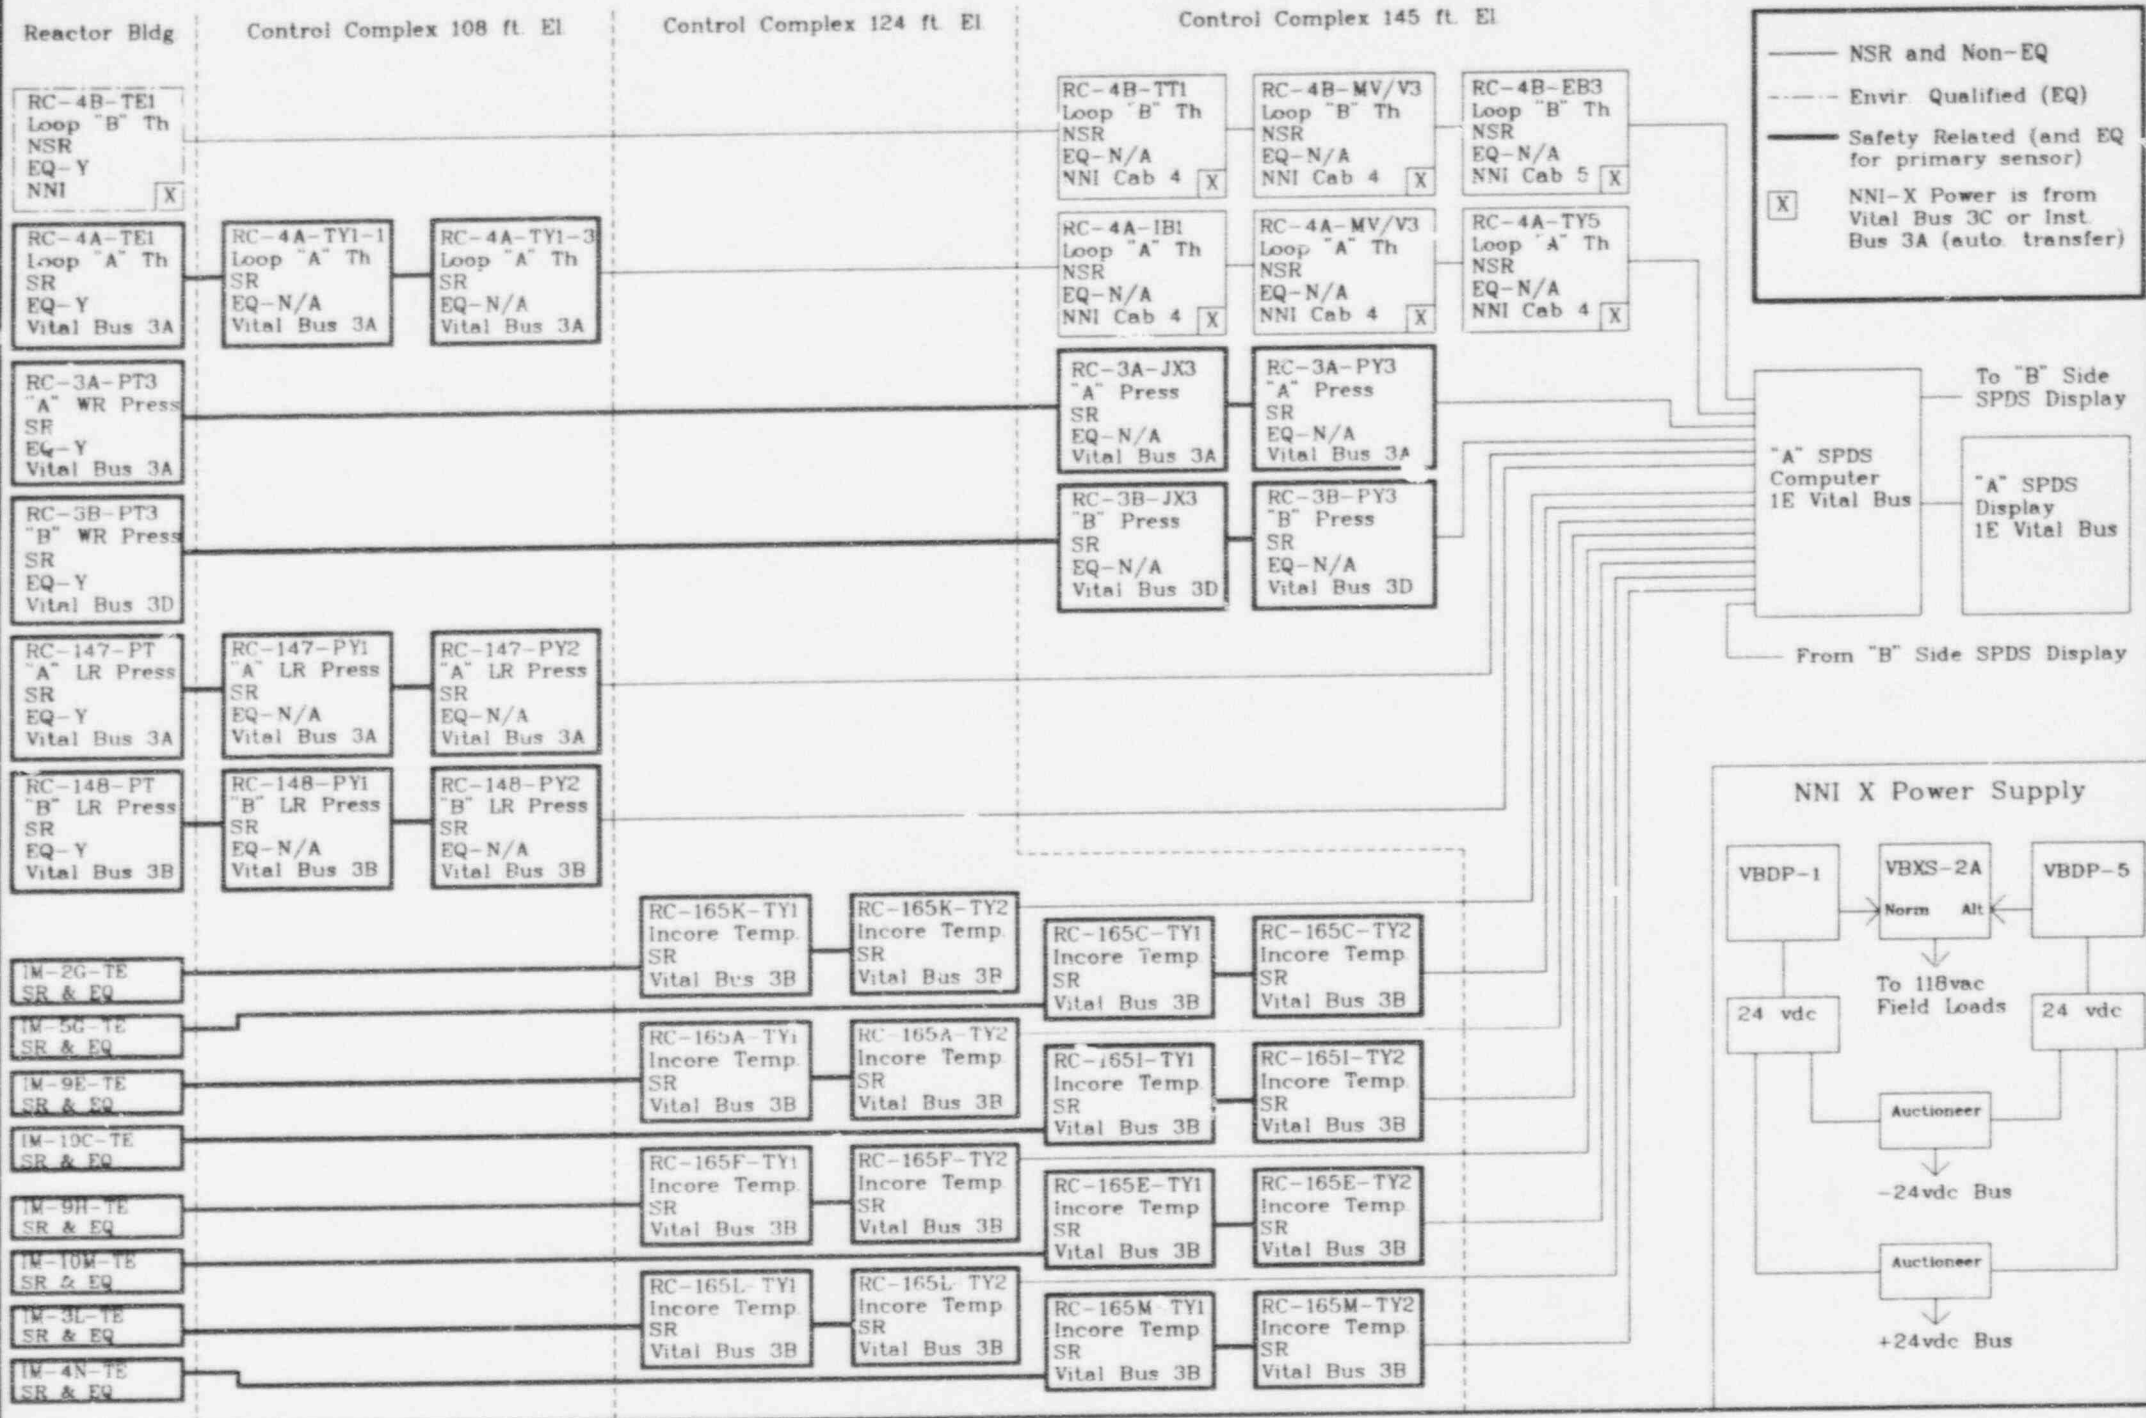 Reactor Bldg
Control Complex 108 ft. El.
Control Complex 124 ft. El
Control Complex 145 ft. El
NSR and Non-EQ
Envir. Qualified (EQ)
Safety Related (and EQ
for primary sensor)
X
NNI-X Power is from
Vital Bus 3C or Inst.
Bus 3A (auto. transfer)
RC-4B-TE1
Loop "B" Th
NSR
EQ-Y
NNI
X
RC-4B-TT1
Loop "B" Th
NSR
EQ-N/A
NNI Cab 4
X
RC-4B-MV/V3
Loop "B" Th
NSR
EQ-N/A
NNI Cab 4
X
RC-4B-EB3
Loop "B" Th
NSR
EQ-N/A
NNI Cab 5
X
RC-4A-TE1
Loop "A" Th
SR
EQ-Y
Vital Bus 3A
RC-4A-TY1-1
Loop "A" Th
SR
EQ-N/A
Vital Bus 3A
RC-4A-TY1-3
Loop "A" Th
SR
EQ-N/A
Vital Bus 3A
RC-4A-IB1
Loop "A" Th
NSR
EQ-N/A
NNI Cab 4
X
RC-4A-MV/V3
Loop "A" Th
NSR
EQ-N/A
NNI Cab 4
X
RC-4A-TY5
Loop "A" Th
NSR
EQ-N/A
NNI Cab 4
X
RC-3A-PT3
"A" WR Press
SR
EQ-Y
Vital Bus 3A
RC-3A-JX3
"A" Press
SR
EQ-N/A
Vital Bus 3A
RC-3A-PY3
"A" Press
SR
EQ-N/A
Vital Bus 3A
RC-3B-PT3
"B" WR Press
SR
EQ-Y
Vital Bus 3D
RC-3B-JX3
"B" Press
SR
EQ-N/A
Vital Bus 3D
RC-3B-PY3
"B" Press
SR
EQ-N/A
Vital Bus 3D
"A" SPDS
Computer
1E Vital Bus
To "B" Side
SPDS Display
"A" SPDS
Display
1E Vital Bus
From "B" Side SPDS Display
RC-147-PT
"A" LR Press
SR
EQ-Y
Vital Bus 3A
RC-147-PY1
"A" LR Press
SR
EQ-N/A
Vital Bus 3A
RC-147-PY2
"A" LR Press
SR
EQ-N/A
Vital Bus 3A
RC-148-PT
"B" LR Press
SR
EQ-Y
Vital Bus 3B
RC-148-PY1
"B" LR Press
SR
EQ-N/A
Vital Bus 3B
RC-148-PY2
"B" LR Press
SR
EQ-N/A
Vital Bus 3B
IM-2G-TE
SR & EQ
IM-5G-TE
SR & EQ
IM-9E-TE
SR & EQ
IM-10C-TE
SR & EQ
IM-9H-TE
SR & EQ
IM-10M-TE
SR & EQ
IM-3L-TE
SR & EQ
IM-4N-TE
SR & EQ
RC-165K-TY1
Incore Temp.
SR
Vital Bus 3B
RC-165K-TY2
Incore Temp.
SR
Vital Bus 3B
RC-165C-TY1
Incore Temp
SR
Vital Bus 3B
RC-165C-TY2
Incore Temp.
SR
Vital Bus 3B
RC-165A-TY1
Incore Temp.
SR
Vital Bus 3B
RC-165A-TY2
Incore Temp.
SR
Vital Bus 3B
RC-165I-TY1
Incore Temp
SR
Vital Bus 3B
RC-165I-TY2
Incore Temp.
SR
Vital Bus 3B
RC-165F-TY1
Incore Temp.
SR
Vital Bus 3B
RC-165F-TY2
Incore Temp.
SR
Vital Bus 3B
RC-165E-TY1
Incore Temp
SR
Vital Bus 3B
RC-165E-TY2
Incore Temp.
SR
Vital Bus 3B
RC-165L-TY1
Incore Temp.
SR
Vital Bus 3B
RC-165L-TY2
Incore Temp.
SR
Vital Bus 3B
RC-165M-TY1
Incore Temp
SR
Vital Bus 3B
RC-165M-TY2
Incore Temp.
SR
Vital Bus 3B
NNI X Power Supply
VBDP-1
VBXS-2A
Norm Alt
VBDP-5
To 118vac
Field Loads
24 vdc
24 vdc
Auctioneer
-24vdc Bus
Auctioneer
+24vdc Bus